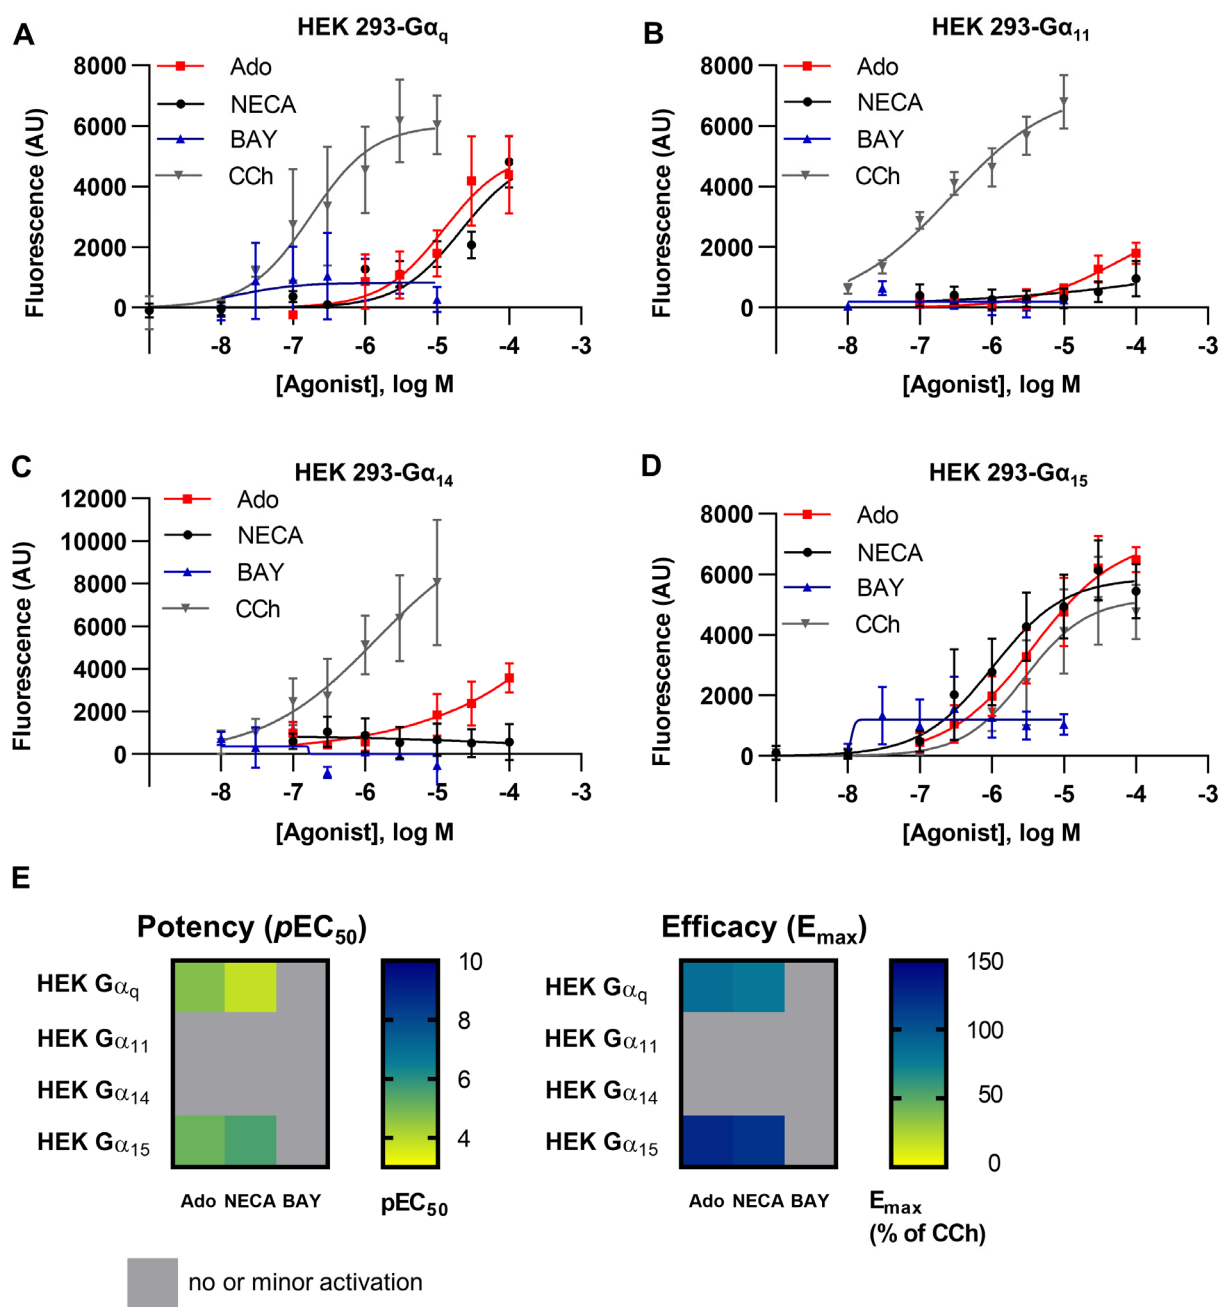 A
HEK 293-Gαq
8000
6000
4000
2000
0
Fluorescence (AU)
Ado
NECA
BAY
CCh
-8 -7 -6 -5 -4 -3
[Agonist], log M
B
HEK 293-Gα11
8000
6000
4000
2000
0
Fluorescence (AU)
Ado
NECA
BAY
CCh
-8 -7 -6 -5 -4 -3
[Agonist], log M
C
HEK 293-Gα14
12000
10000
8000
6000
4000
2000
0
Fluorescence (AU)
Ado
NECA
BAY
CCh
-8 -7 -6 -5 -4 -3
[Agonist], log M
D
HEK 293-Gα15
8000
6000
4000
2000
0
Fluorescence (AU)
Ado
NECA
BAY
CCh
-8 -7 -6 -5 -4 -3
[Agonist], log M
E
Potency (pEC50)
HEK Gαq
HEK Gα11
HEK Gα14
HEK Gα15
Ado NECA BAY
10
8
6
4
pEC50
Efficacy (Emax)
HEK Gαq
HEK Gα11
HEK Gα14
HEK Gα15
Ado NECA BAY
150
100
50
0
Emax
(% of CCh)
no or minor activation